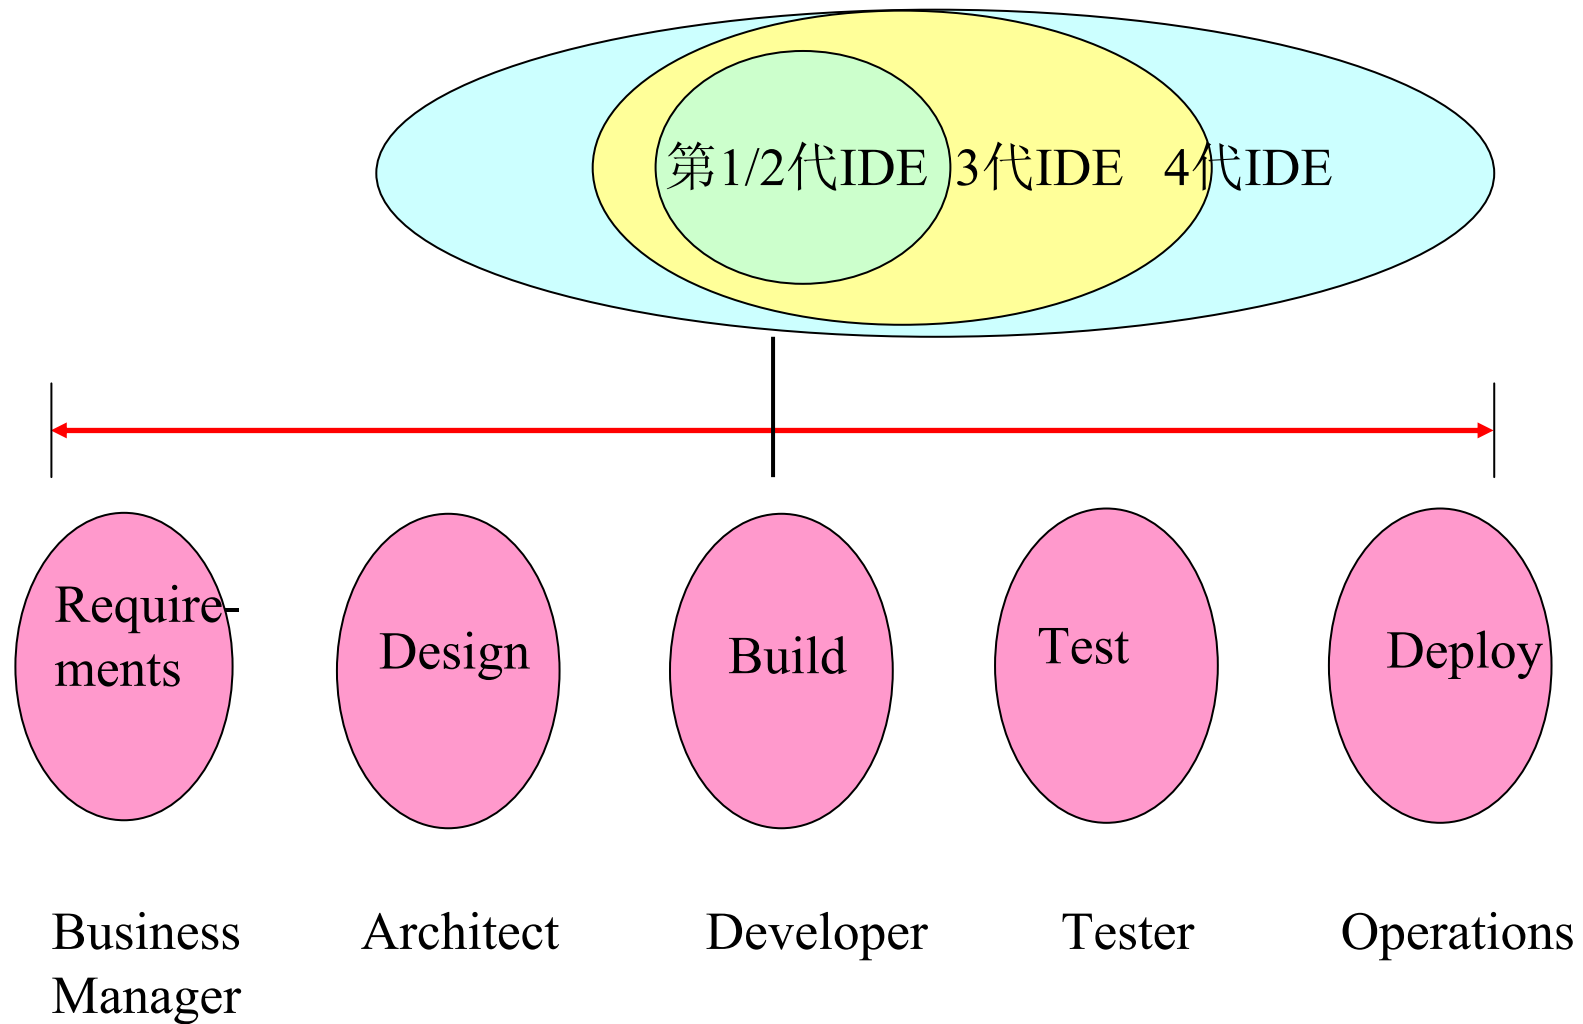 第1/2代IDE 3代IDE 4代IDE
Require-
ments
Design
Build
Test
Deploy
Business
Manager
Architect
Developer
Tester
Operations